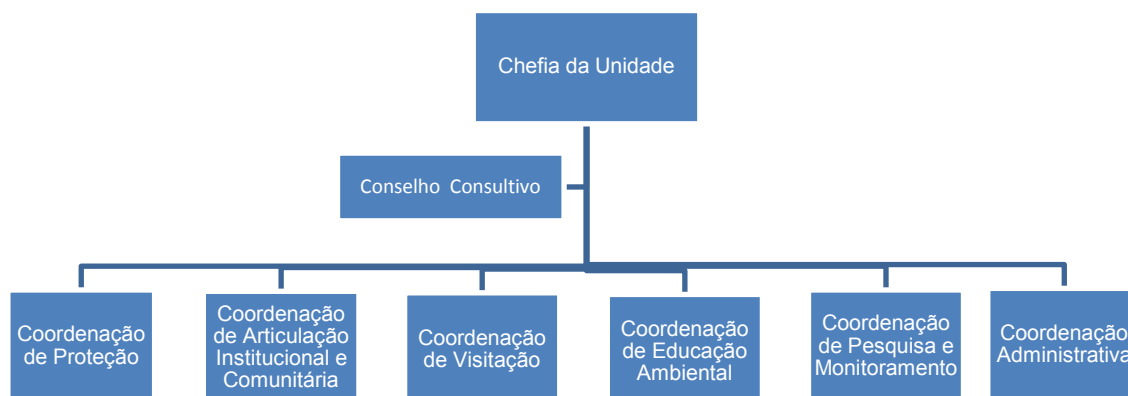 Chefia da Unidade
Conselho Consultivo
Coordenação
de Proteção
Coordenação
de Articulação
Institucional e
Comunitária
Coordenação
de Visitação
Coordenação
de Educação
Ambiental
Coordenação
de Pesquisa e
Monitoramento
Coordenação
Administrativa